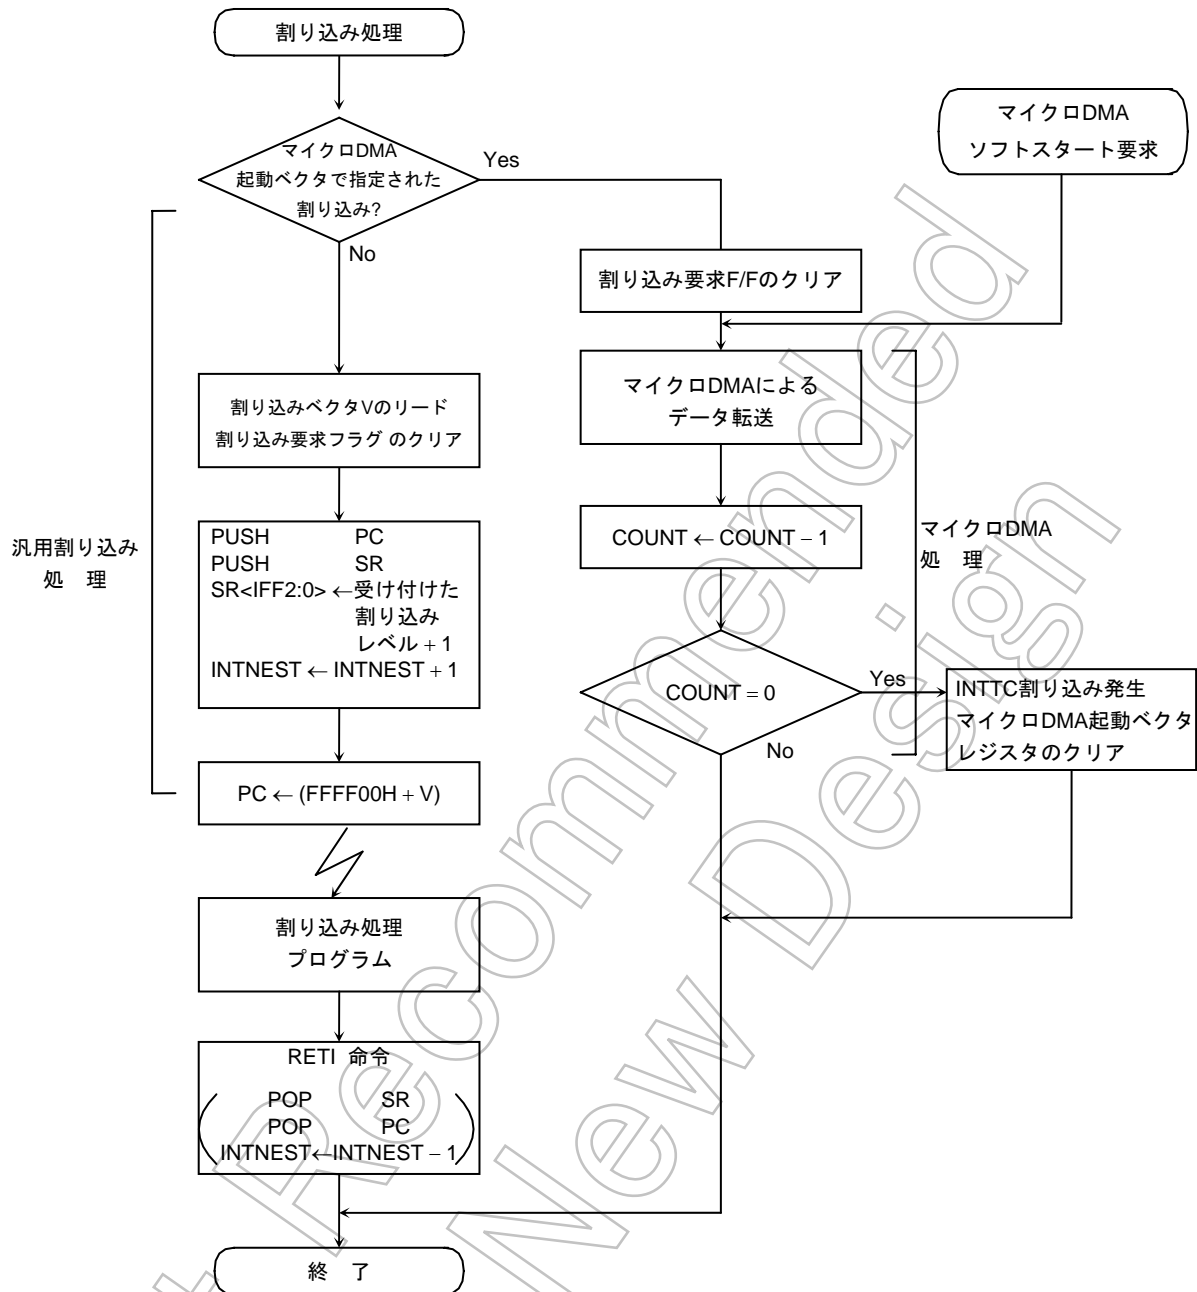 割り込み処理
マイクロDMA
起動ベクタで指定された
割り込み?
Yes
No
マイクロDMA
ソフトスタート要求
割り込み要求F/Fのクリア
マイクロDMAによる
データ転送
COUNT ← COUNT − 1
マイクロDMA
処 理
COUNT = 0
Yes
No
INTTC割り込み発生
マイクロDMA起動ベクタ
レジスタのクリア
汎用割り込み
処 理
割り込みベクタVのリード
割り込み要求フラグ のクリア
PUSH PC
PUSH SR
SR<IFF2:0> ←受け付けた
割り込み
レベル + 1
INTNEST ← INTNEST + 1
PC ← (FFFF00H + V)
割り込み処理
プログラム
RETI 命令
POP SR
POP PC
INTNEST←INTNEST − 1
終 了
Recommended
New Design